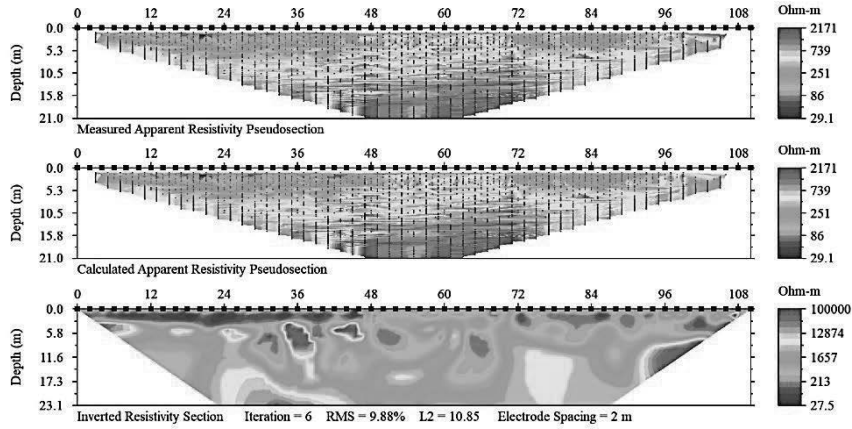 0 12 24 36 48 60 72 84 96 108 Ohm-m
0.0 2171
5.3 739
Depth (m)
10.5 251
15.8 86
21.0 29.1
Measured Apparent Resistivity Pseudosection
0 12 24 36 48 60 72 84 96 108 Ohm-m
0.0 2171
5.3 739
Depth (m)
10.5 251
15.8 86
21.0 29.1
Calculated Apparent Resistivity Pseudosection
0 12 24 36 48 60 72 84 96 108 Ohm-m
0.0 100000
5.8 12874
Depth (m)
11.6 1657
17.3 213
23.1 27.5
Inverted Resistivity Section Iteration = 6 RMS = 9.88% L2 = 10.85 Electrode Spacing = 2 m